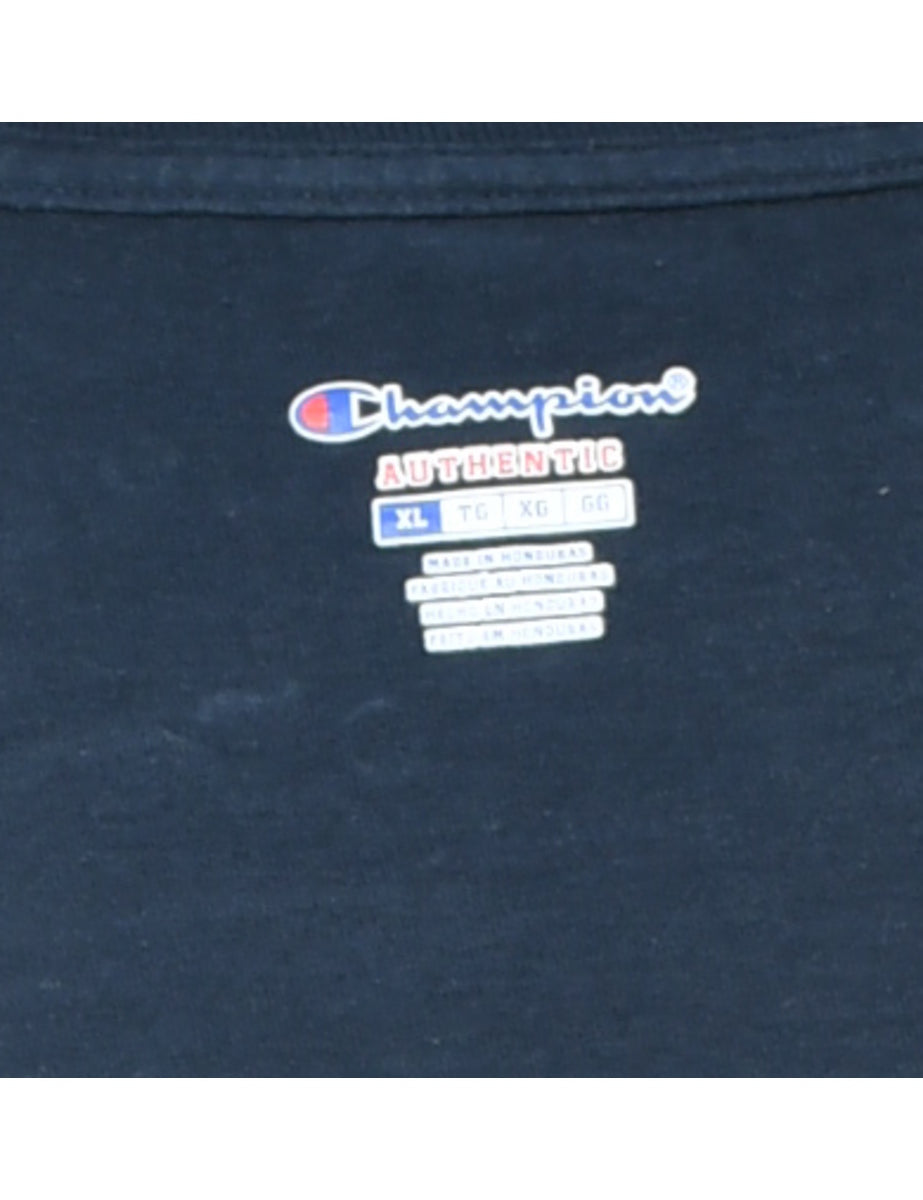 Champion®
AUTHENTIC
XL TG XG GG
MADE IN HONDURAS
FABRIQUE AU HONDURAS
HECHO EN HONDURAS
FEITO EM HONDURAS